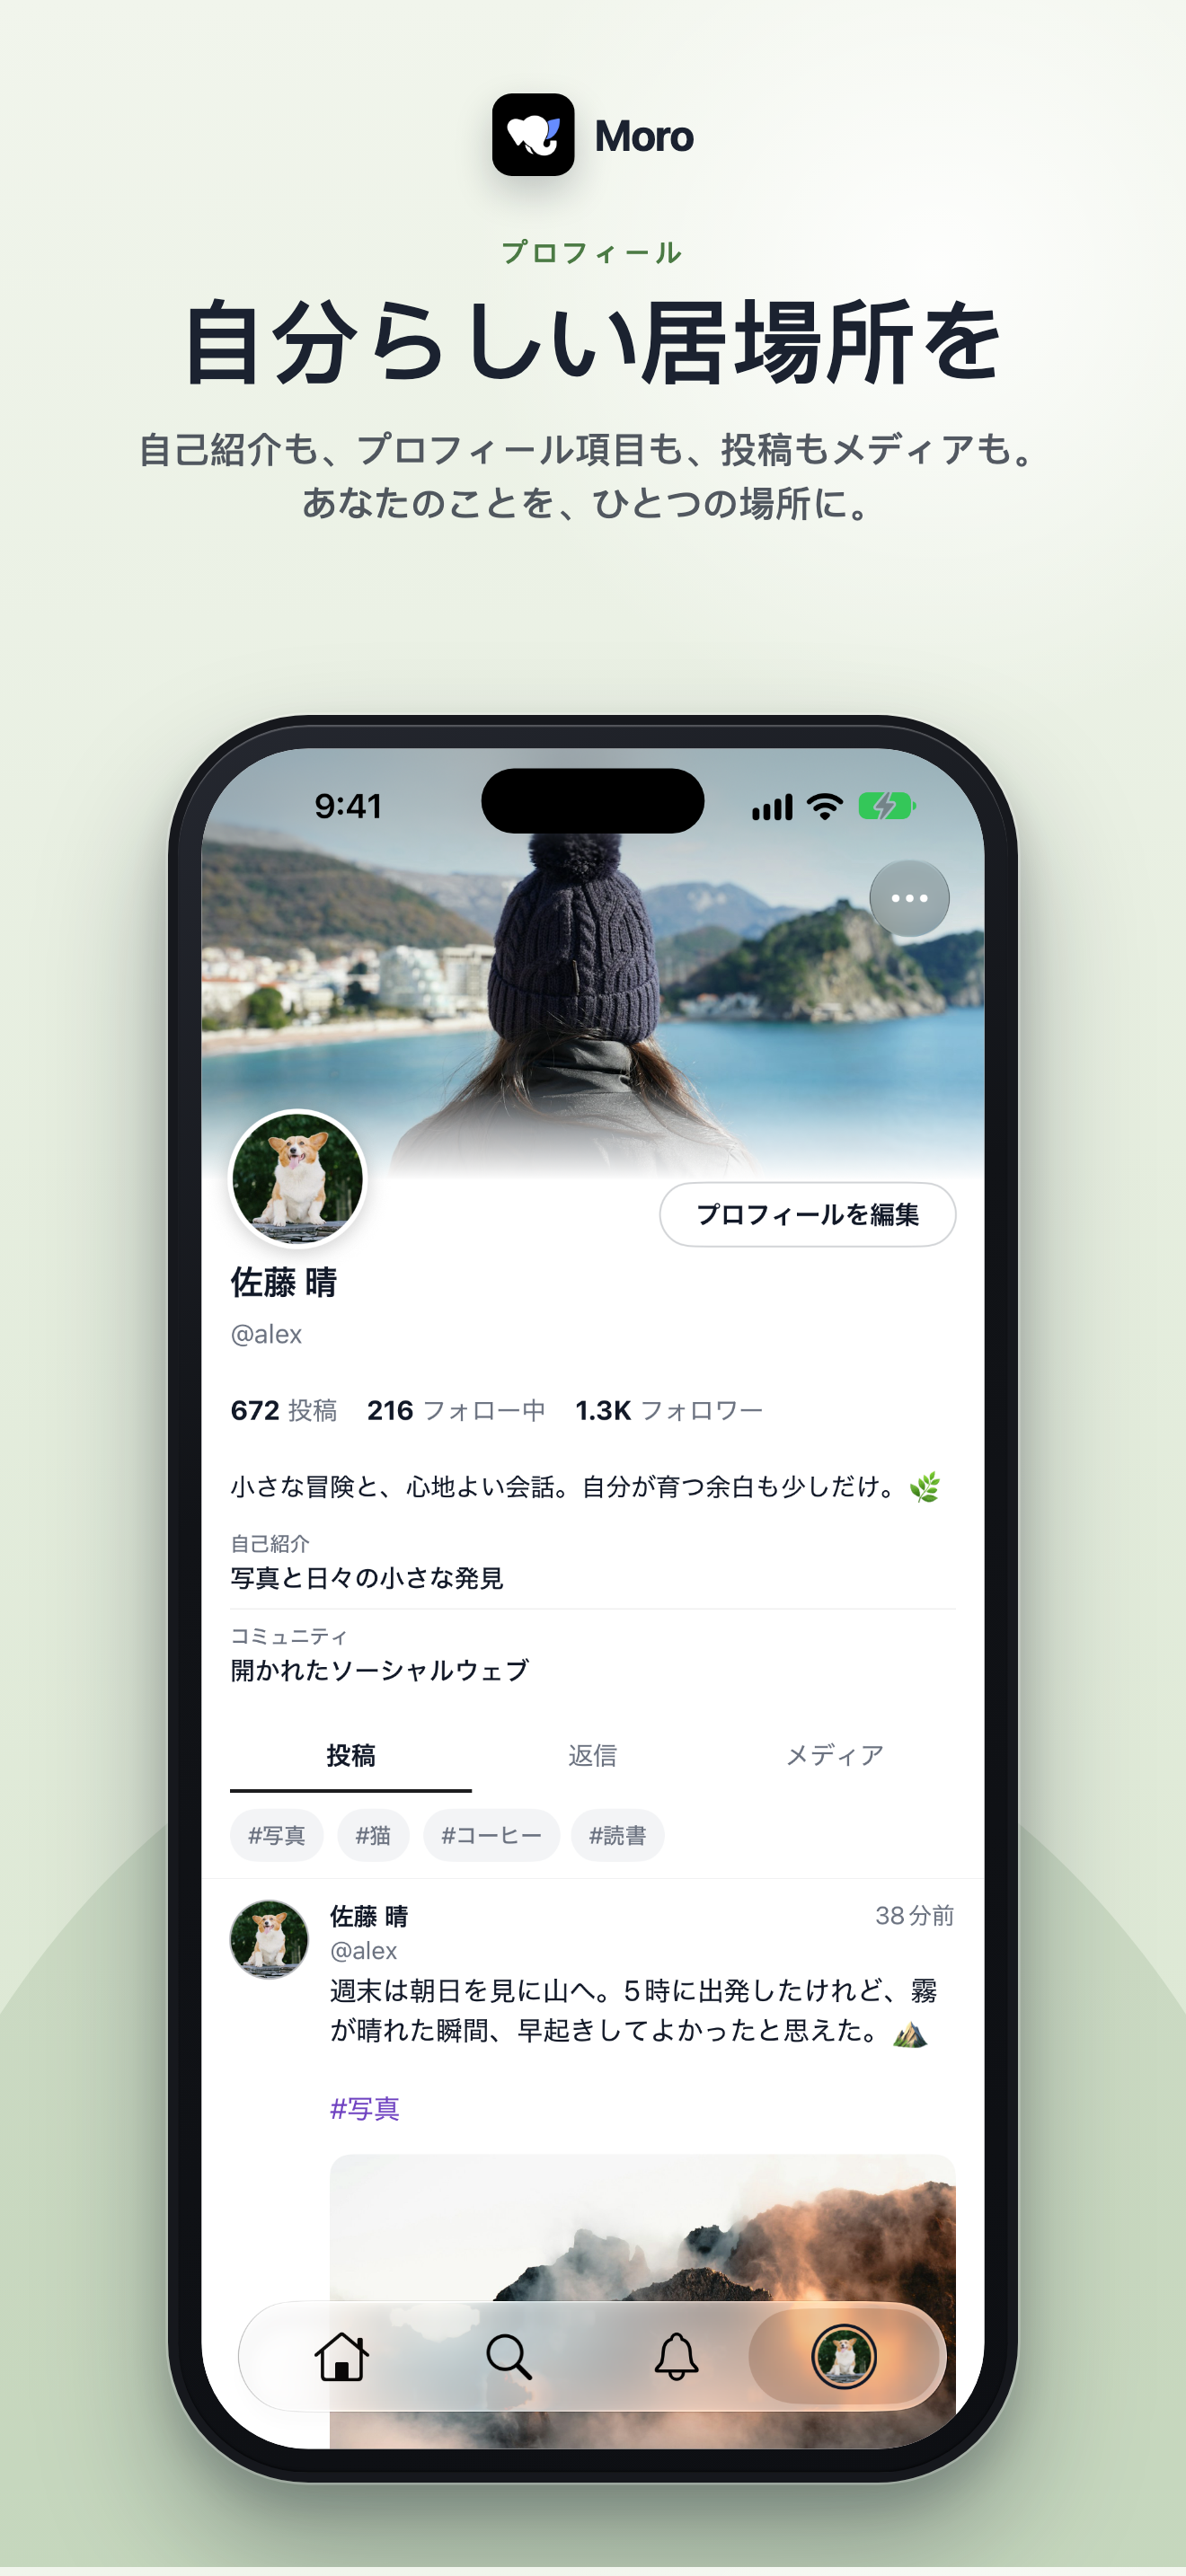 Moro
プロフィール
自分らしい居場所を
自己紹介も、プロフィール項目も、投稿もメディアも。
あなたのことを、ひとつの場所に。
9:41
プロフィールを編集
佐藤 晴
@alex
672 投稿 216 フォロー中 1.3K フォロワー
小さな冒険と、心地よい会話。自分が育つ余白も少しだけ。🌿
自己紹介
写真と日々の小さな発見
コミュニティ
開かれたソーシャルウェブ
投稿 返信 メディア
#写真 #猫 #コーヒー #読書
佐藤 晴 38分前
@alex
週末は朝日を見に山へ。5時に出発したけれど、霧
が晴れた瞬間、早起きしてよかったと思えた。⛰️
#写真